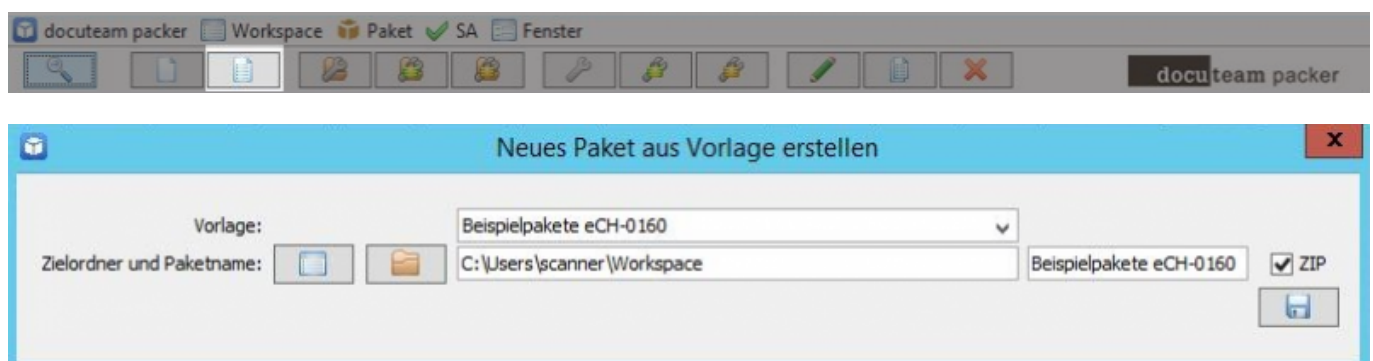 docuteam packer Workspace Paket SA Fenster
docuteam packer
Neues Paket aus Vorlage erstellen x
Vorlage: Beispielpakete eCH-0160
Zielordner und Paketname: C:\Users\scanner\Workspace Beispielpakete eCH-0160 ZIP